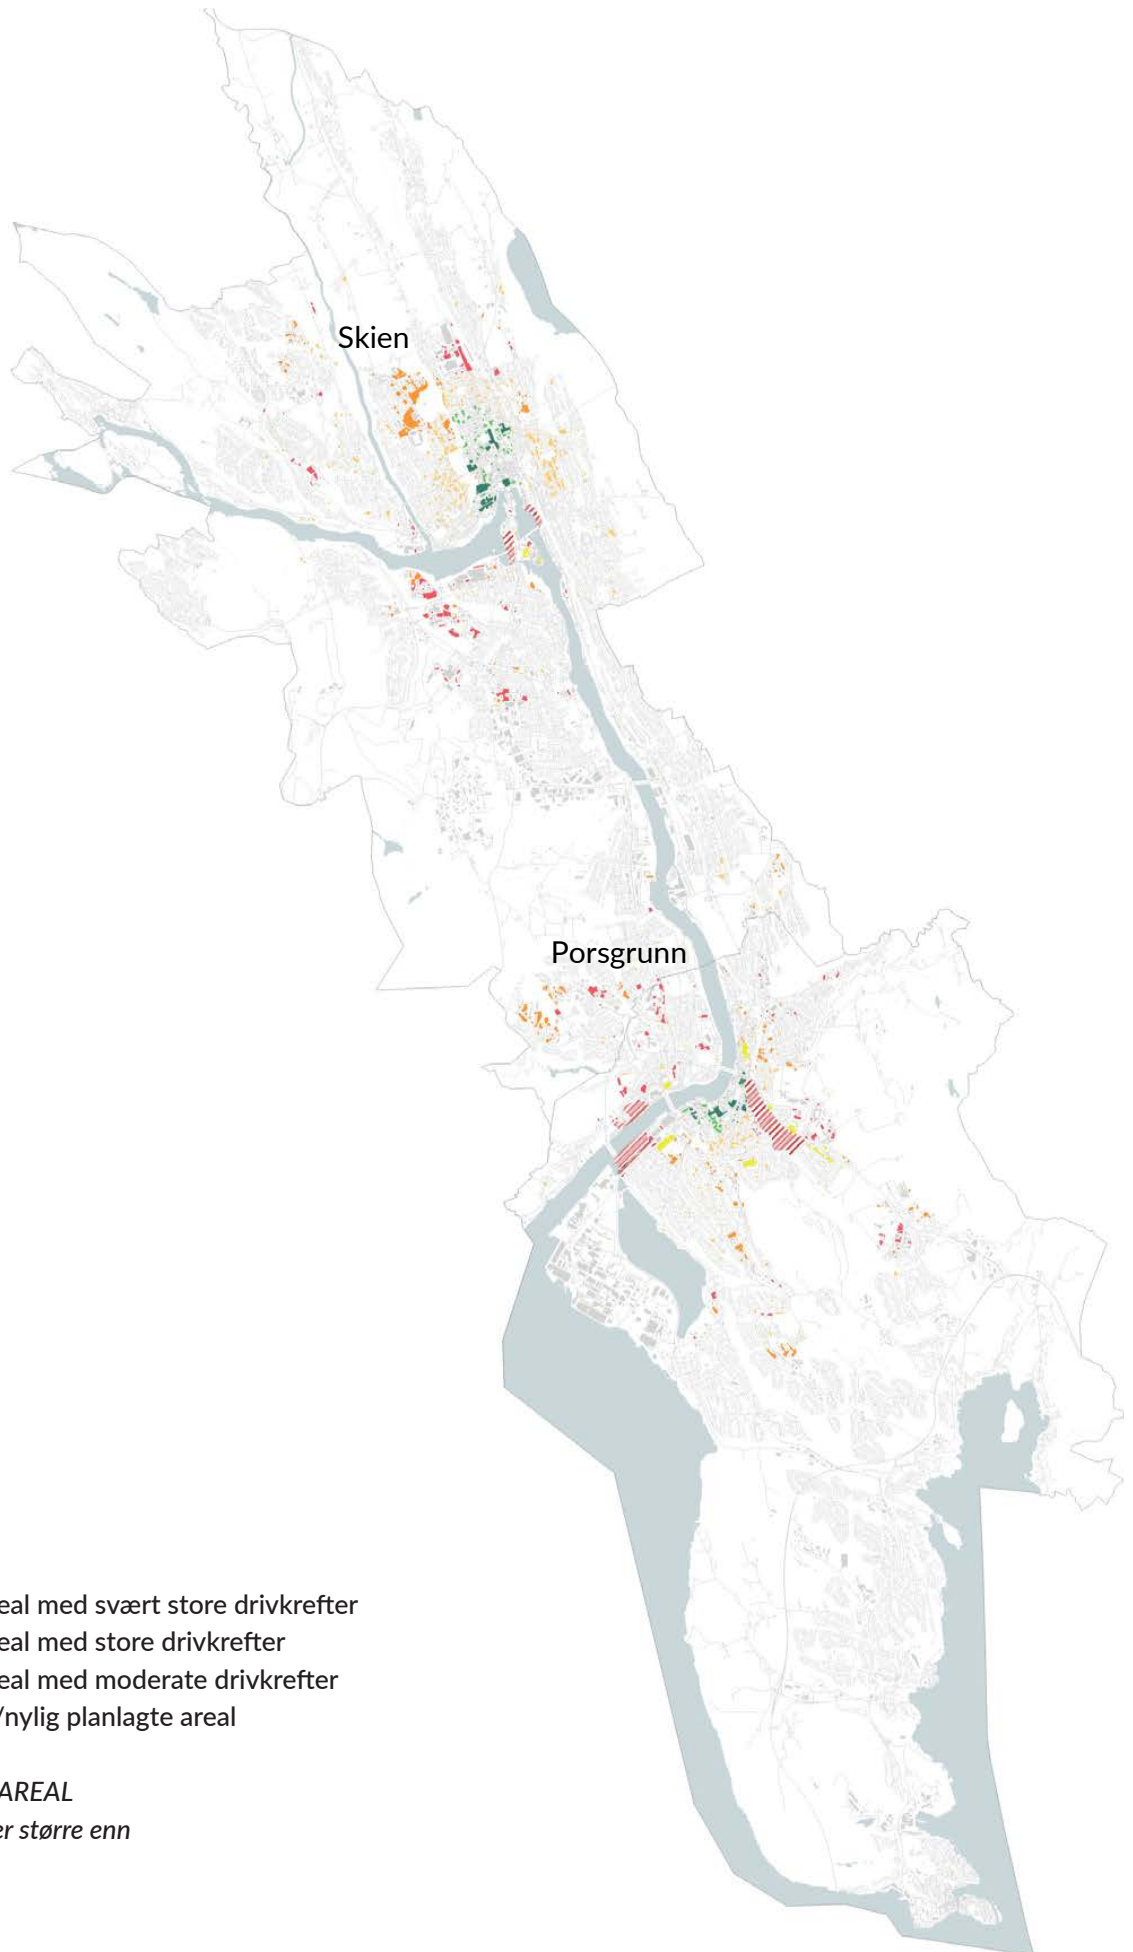 Skien
Porsgrunn
eal med svært store drivkrefter
eal med store drivkrefter
eal med moderate drivkrefter
/nylig planlagte areal
AREAL
er større enn